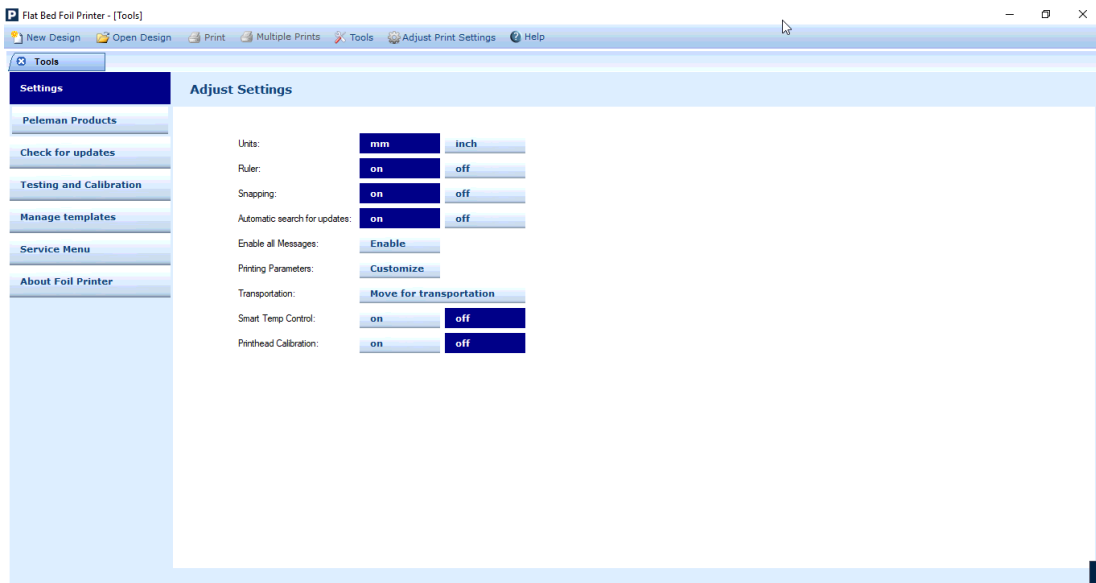 Flat Bed Foil Printer - [Tools]
New Design Open Design Print Multiple Prints Tools Adjust Print Settings Help
Tools
Settings
Peleman Products
Check for updates
Testing and Calibration
Manage templates
Service Menu
About Foil Printer
Adjust Settings
Units: mm inch
Ruler: on off
Snapping: on off
Automatic search for updates: on off
Enable all Messages: Enable
Printing Parameters: Customize
Transportation: Move for transportation
Smart Temp Control: on off
Printhead Calibration: on off